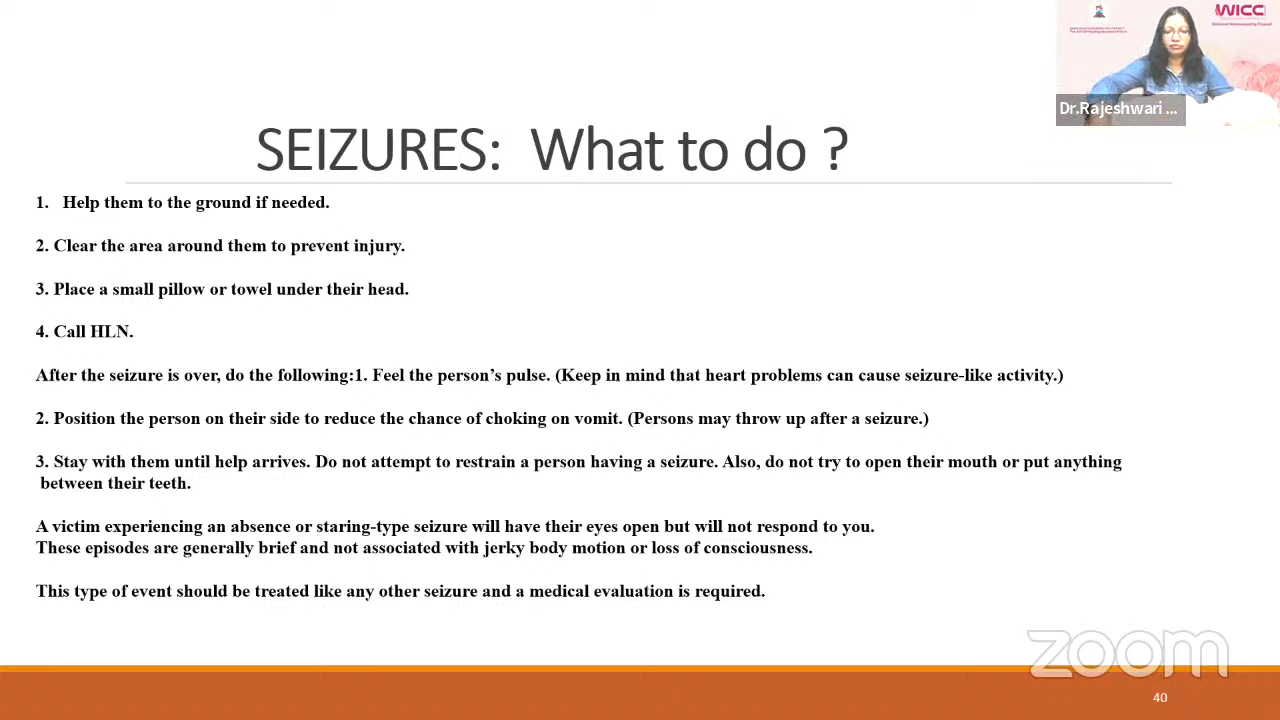 WICC
Dr.Rajeshwari ...
SEIZURES: What to do ?
1. Help them to the ground if needed.
2. Clear the area around them to prevent injury.
3. Place a small pillow or towel under their head.
4. Call HLN.
After the seizure is over, do the following:1. Feel the person’s pulse. (Keep in mind that heart problems can cause seizure-like activity.)
2. Position the person on their side to reduce the chance of choking on vomit. (Persons may throw up after a seizure.)
3. Stay with them until help arrives. Do not attempt to restrain a person having a seizure. Also, do not try to open their mouth or put anything
between their teeth.
A victim experiencing an absence or staring-type seizure will have their eyes open but will not respond to you.
These episodes are generally brief and not associated with jerky body motion or loss of consciousness.
This type of event should be treated like any other seizure and a medical evaluation is required.
zoom
40